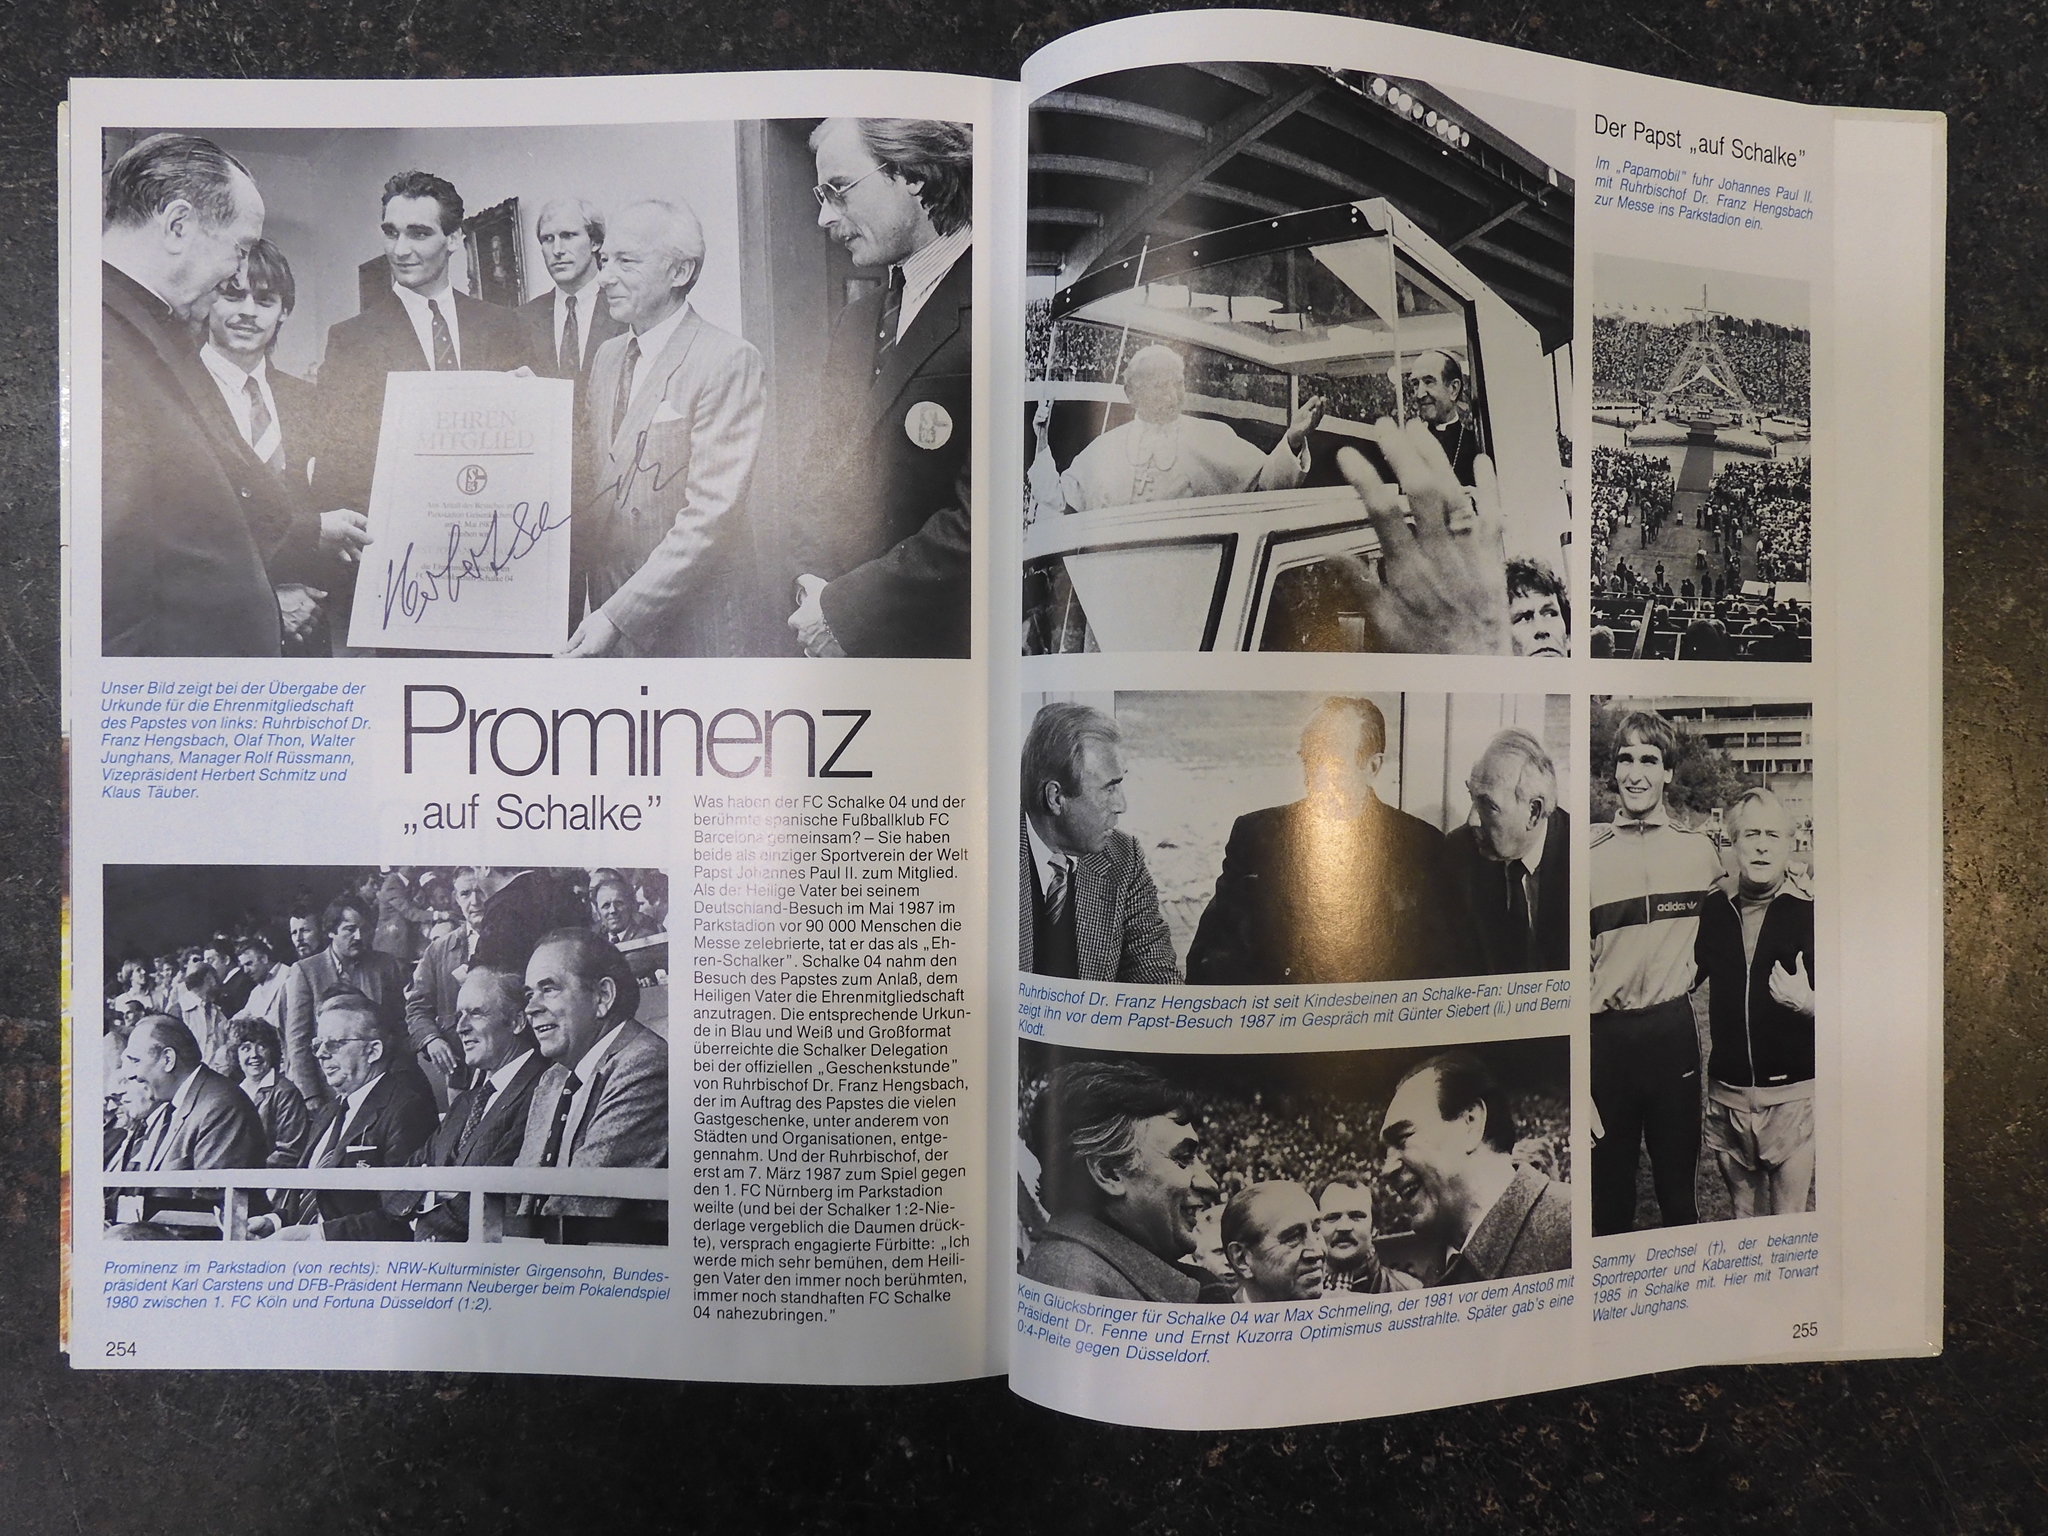 EHREN
MITGLIED
Unser Bild zeigt bei der Übergabe der
Urkunde für die Ehrenmitgliedschaft
des Papstes von links: Ruhrbischof Dr.
Franz Hengsbach, Olaf Thon, Walter
Junghans, Manager Rolf Rüssmann,
Vizepräsident Herbert Schmitz und
Klaus Täuber.
Prominenz
„auf Schalke”
Was haben der FC Schalke 04 und der
berühmte spanische Fußballklub FC
Barcelona gemeinsam? – Sie haben
beide als einziger Sportverein der Welt
Papst Johannes Paul II. zum Mitglied.
Als der Heilige Vater bei seinem
Deutschland-Besuch im Mai 1987 im
Parkstadion vor 90 000 Menschen die
Messe zelebrierte, tat er das als „Eh-
ren-Schalker”. Schalke 04 nahm den
Besuch des Papstes zum Anlaß, dem
Heiligen Vater die Ehrenmitgliedschaft
anzutragen. Die entsprechende Urkun-
de in Blau und Weiß und Großformat
überreichte die Schalker Delegation
bei der offiziellen „Geschenkstunde”
von Ruhrbischof Dr. Franz Hengsbach,
der im Auftrag des Papstes die vielen
Gastgeschenke, unter anderem von
Städten und Organisationen, entge-
gennahm. Und der Ruhrbischof, der
erst am 7. März 1987 zum Spiel gegen
den 1. FC Nürnberg im Parkstadion
weilte (und bei der Schalker 1:2-Nie-
derlage vergeblich die Daumen drück-
te), versprach engagierte Fürbitte: „Ich
werde mich sehr bemühen, dem Heili-
gen Vater den immer noch berühmten,
immer noch standhaften FC Schalke
04 nahezubringen.”
Prominenz im Parkstadion (von rechts): NRW-Kulturminister Girgensohn, Bundes-
präsident Karl Carstens und DFB-Präsident Hermann Neuberger beim Pokalendspiel
1980 zwischen 1. FC Köln und Fortuna Düsseldorf (1:2).
254
Der Papst „auf Schalke”
Im „Papamobil” fuhr Johannes Paul II.
mit Ruhrbischof Dr. Franz Hengsbach
zur Messe ins Parkstadion ein.
Ruhrbischof Dr. Franz Hengsbach ist seit Kindesbeinen an Schalke-Fan: Unser Foto
zeigt ihn vor dem Papst-Besuch 1987 im Gespräch mit Günter Siebert (li.) und Berni
Klodt.
adidas
Kein Glücksbringer für Schalke 04 war Max Schmeling, der 1981 vor dem Anstoß mit
Präsident Dr. Fenne und Ernst Kuzorra Optimismus ausstrahlte. Später gab's eine
0:4-Pleite gegen Düsseldorf.
Sammy Drechsel (†), der bekannte
Sportreporter und Kabarettist, trainierte
1985 in Schalke mit. Hier mit Torwart
Walter Junghans.
255